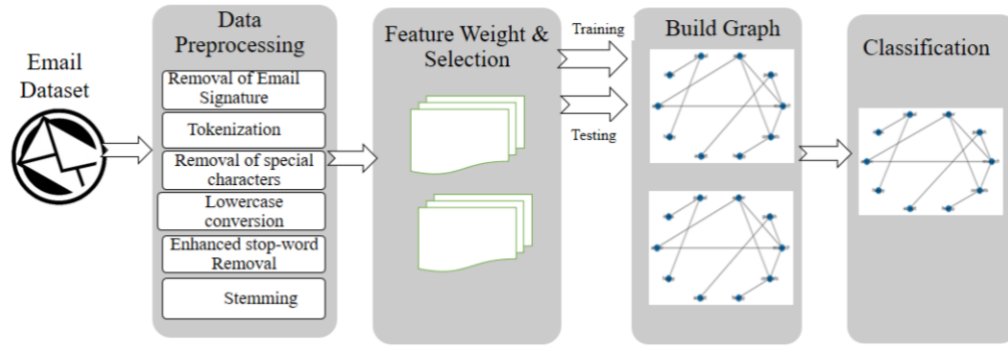 Email
Dataset
Data
Preprocessing
Removal of Email
Signature
Tokenization
Removal of special
characters
Lowercase
conversion
Enhanced stop-word
Removal
Stemming
Feature Weight &
Selection
Training
Testing
Build Graph
Classification